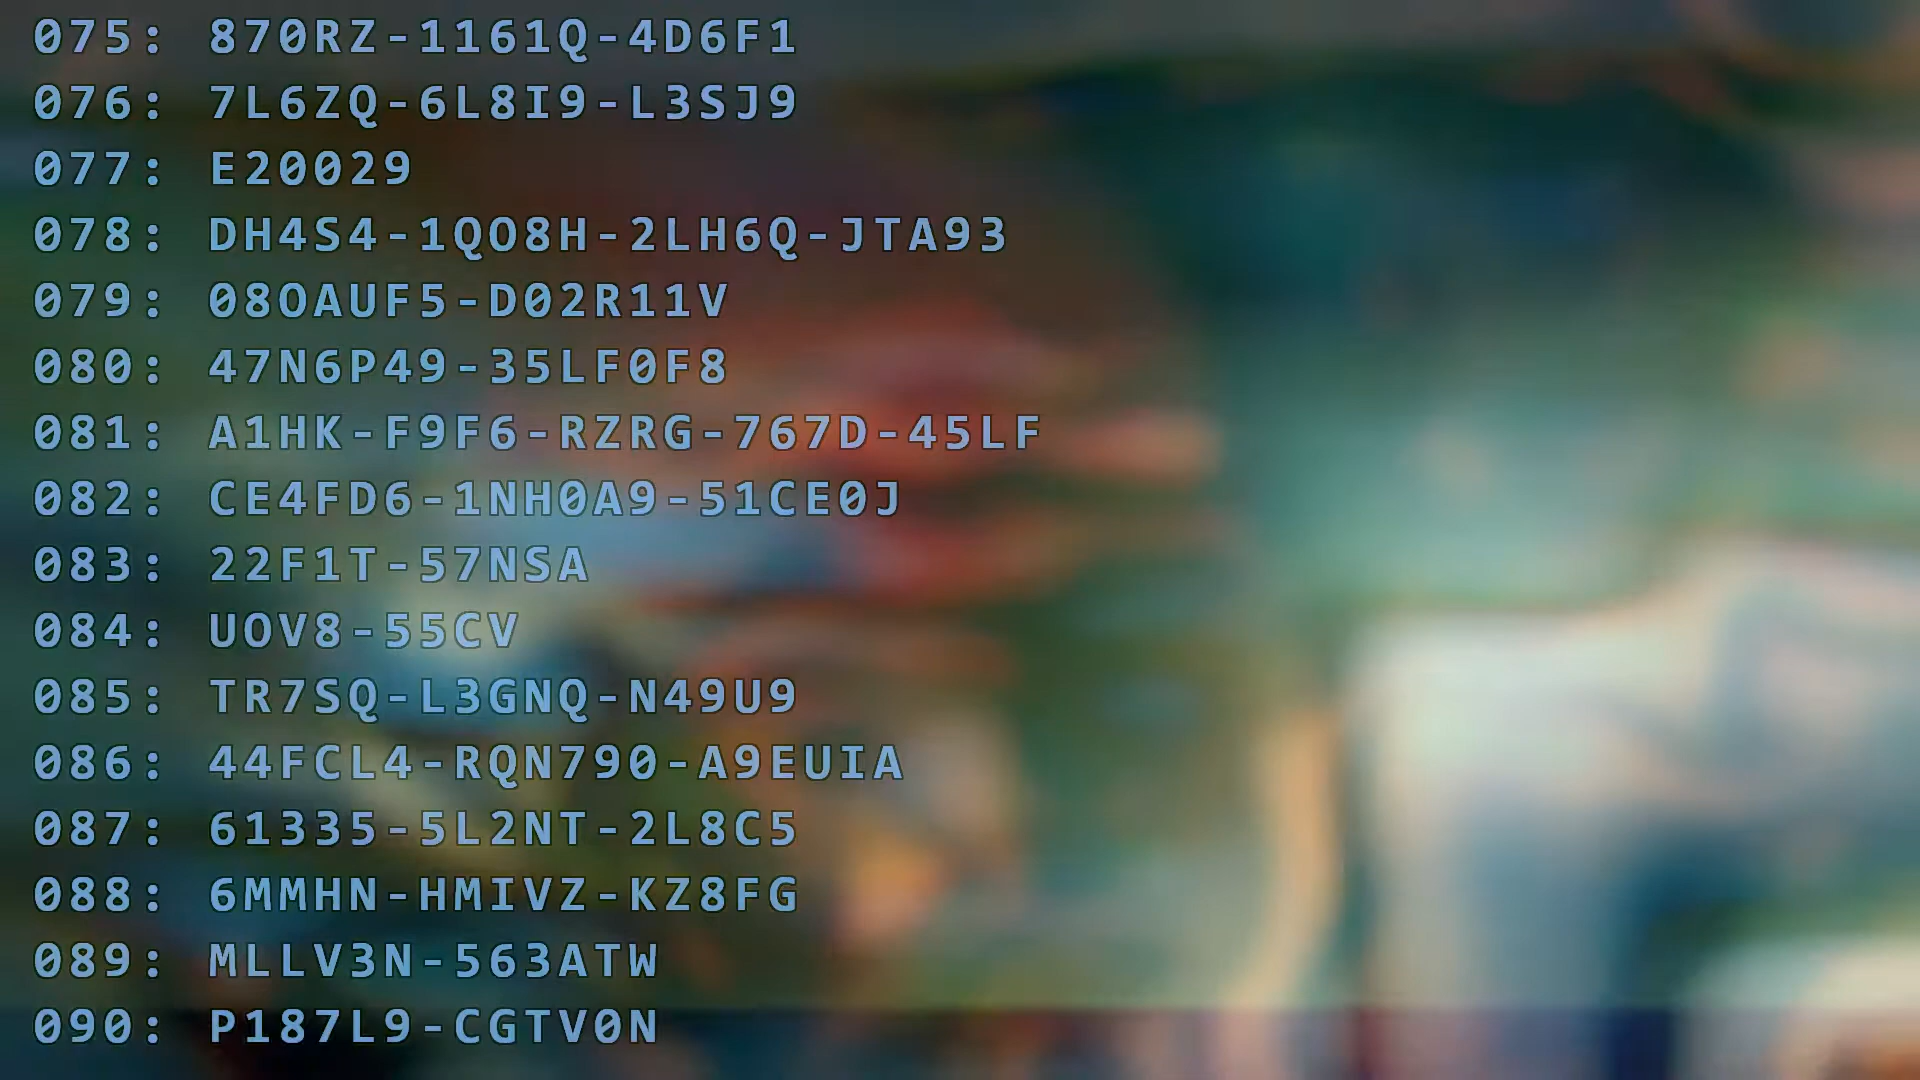 075: 870RZ-1161Q-4D6F1
076: 7L6ZQ-6L8I9-L3SJ9
077: E20029
078: DH4S4-1QO8H-2LH6Q-JTA93
079: 08OAUF5-D02R11V
080: 47N6P49-35LF0F8
081: A1HK-F9F6-RZRG-767D-45LF
082: CE4FD6-1NH0A9-51CE0J
083: 22F1T-57NSA
084: UOV8-55CV
085: TR7SQ-L3GNQ-N49U9
086: 44FCL4-RQN790-A9EUIA
087: 61335-5L2NT-2L8C5
088: 6MMHN-HMIVZ-KZ8FG
089: MLLV3N-563ATW
090: P187L9-CGTV0N